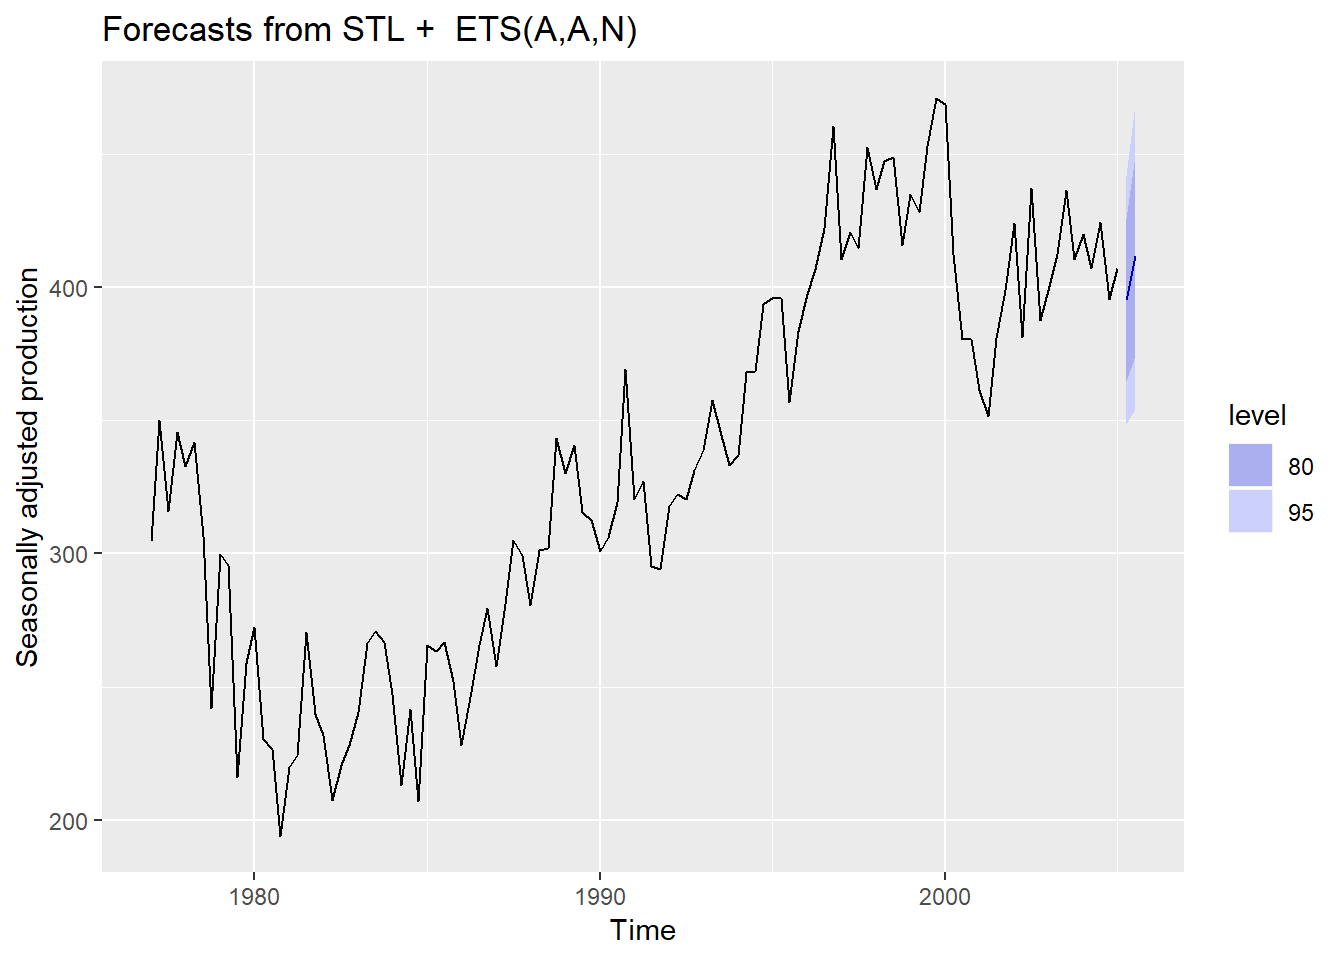 Forecasts from STL +  ETS(A,A,N)
Seasonally adjusted production
400
300
200
1980
1990
2000
Time
level
80
95